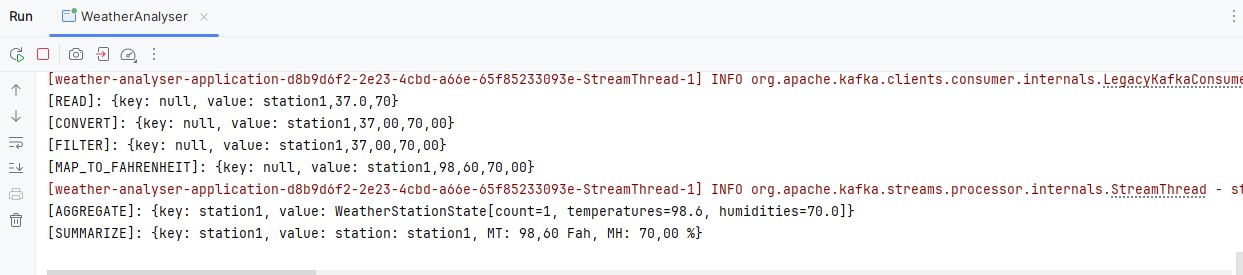 Run WeatherAnalyser
[weather-analyser-application-d8b9d6f2-2e23-4cbd-a66e-65f85233093e-StreamThread-1] INFO org.apache.kafka.clients.consumer.internals.LegacyKafkaConsume
[READ]: {key: null, value: station1,37.0,70}
[CONVERT]: {key: null, value: station1,37,00,70,00}
[FILTER]: {key: null, value: station1,37,00,70,00}
[MAP_TO_FAHRENHEIT]: {key: null, value: station1,98,60,70,00}
[weather-analyser-application-d8b9d6f2-2e23-4cbd-a66e-65f85233093e-StreamThread-1] INFO org.apache.kafka.streams.processor.internals.StreamThread - st
[AGGREGATE]: {key: station1, value: WeatherStationState[count=1, temperatures=98.6, humidities=70.0]}
[SUMMARIZE]: {key: station1, value: station: station1, MT: 98,60 Fah, MH: 70,00 %}